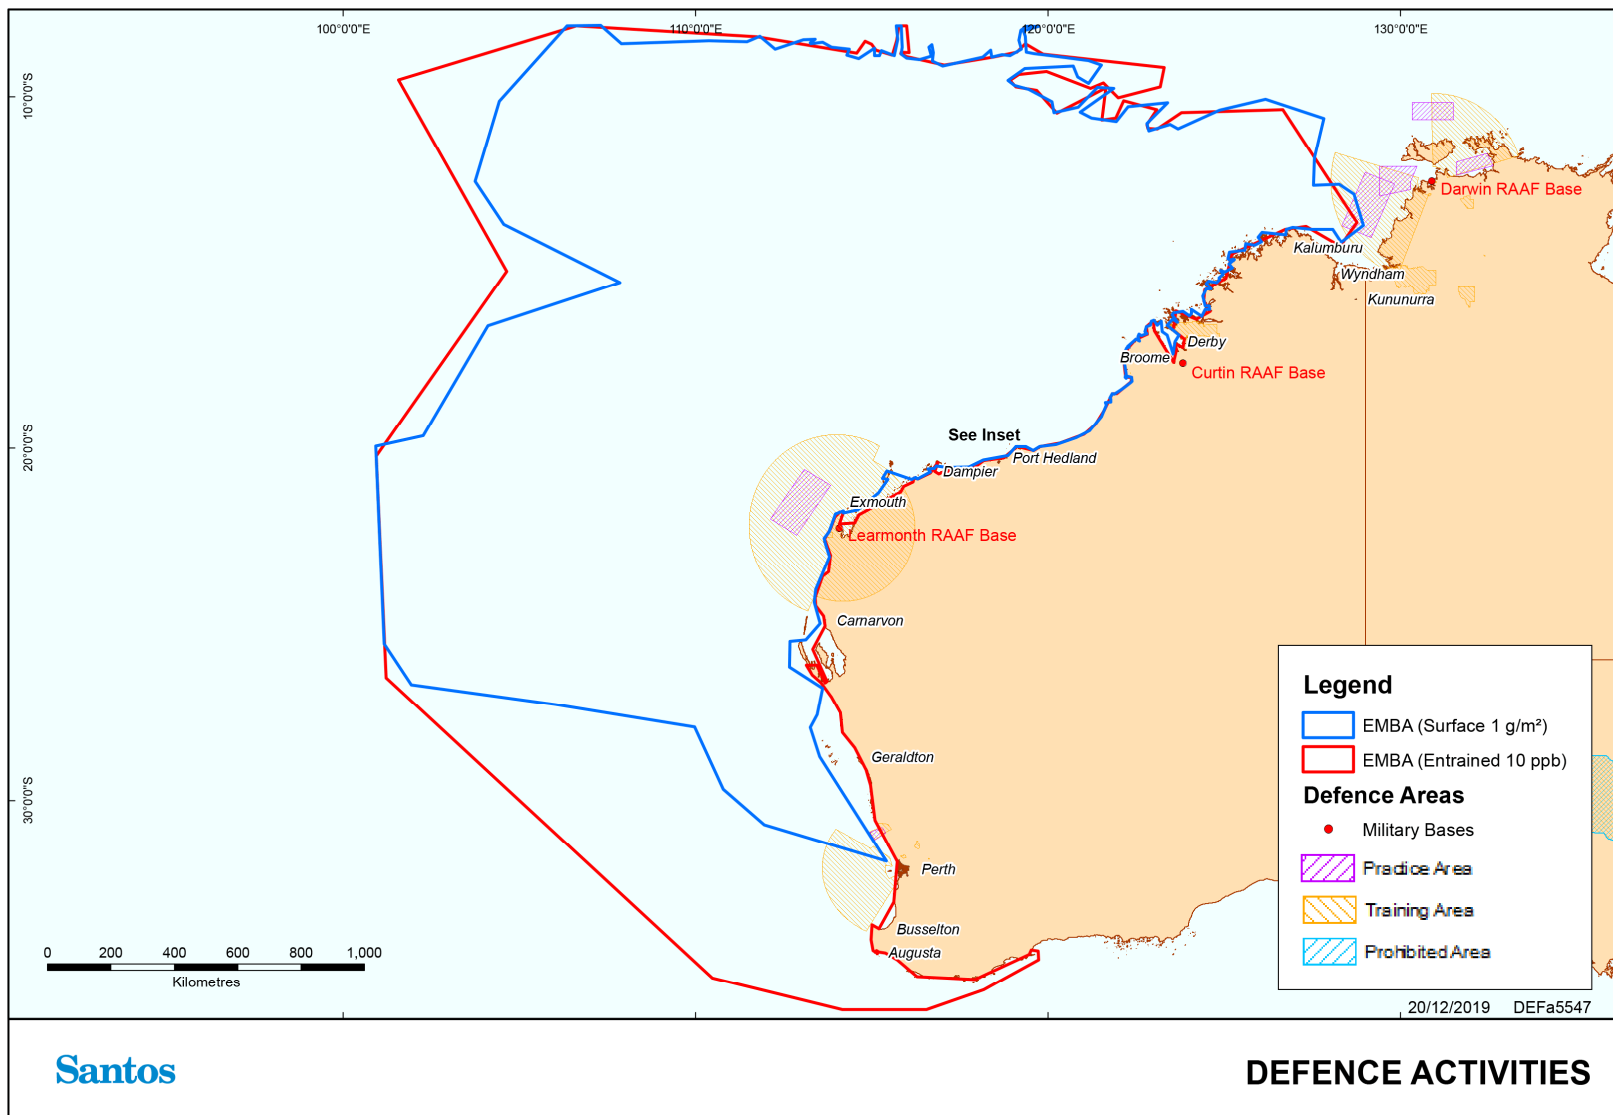 100°0'0"E
110°0'0"E
120°0'0"E
130°0'0"E
10°0'0"S
20°0'0"S
30°0'0"S
Darwin RAAF Base
Kalumburu
Wyndham
Kununurra
Derby
Broome
Curtin RAAF Base
See Inset
Port Hedland
Dampier
Exmouth
Learmonth RAAF Base
Carnarvon
Geraldton
Perth
Busselton
Augusta
0 200 400 600 800 1,000
Kilometres
Legend
EMBA (Surface 1 g/m²)
EMBA (Entrained 10 ppb)
Defence Areas
Military Bases
Practice Area
Training Area
Prohibited Area
20/12/2019 DEFa5547
Santos
DEFENCE ACTIVITIES